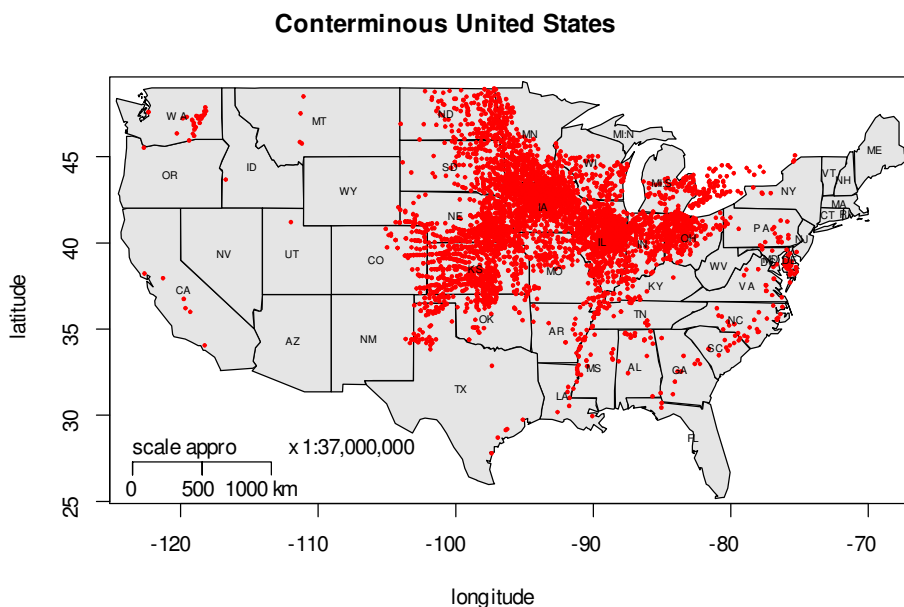 Conterminous United States
latitude
45
40
35
30
25
WA
MT
ND
MN
MI:N
ME
OR
ID
SD
WI
MI:S
VT
NH
NY
WY
MA
CT
IA
NE
PA
NJ
NV
UT
CO
IL
IN
OH
CA
KS
MO
WV
VA
KY
AZ
NM
OK
AR
TN
NC
SC
TX
LA
MS
AL
GA
FL
scale appro x 1:37,000,000
0 500 1000 km
-120 -110 -100 -90 -80 -70
longitude